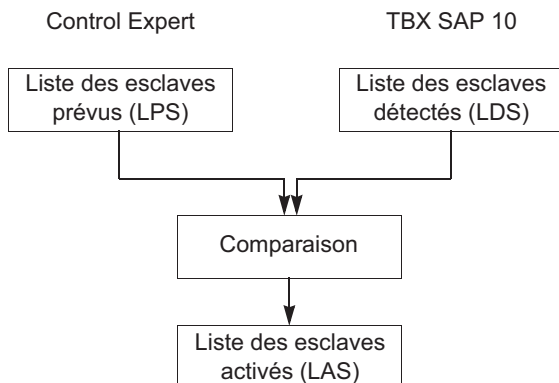 Control Expert
TBX SAP 10
Liste des esclaves
prévus (LPS)
Liste des esclaves
détectés (LDS)
Comparaison
Liste des esclaves
activés (LAS)